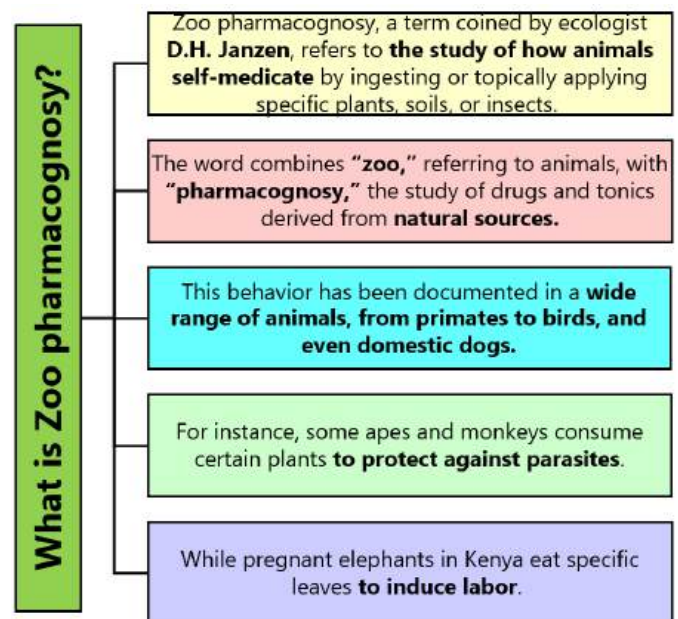 What is Zoo pharmacognosy?
Zoo pharmacognosy, a term coined by ecologist
D.H. Janzen, refers to the study of how animals
self-medicate by ingesting or topically applying
specific plants, soils, or insects.
The word combines “zoo,” referring to animals, with
“pharmacognosy,” the study of drugs and tonics
derived from natural sources.
This behavior has been documented in a wide
range of animals, from primates to birds, and
even domestic dogs.
For instance, some apes and monkeys consume
certain plants to protect against parasites.
While pregnant elephants in Kenya eat specific
leaves to induce labor.